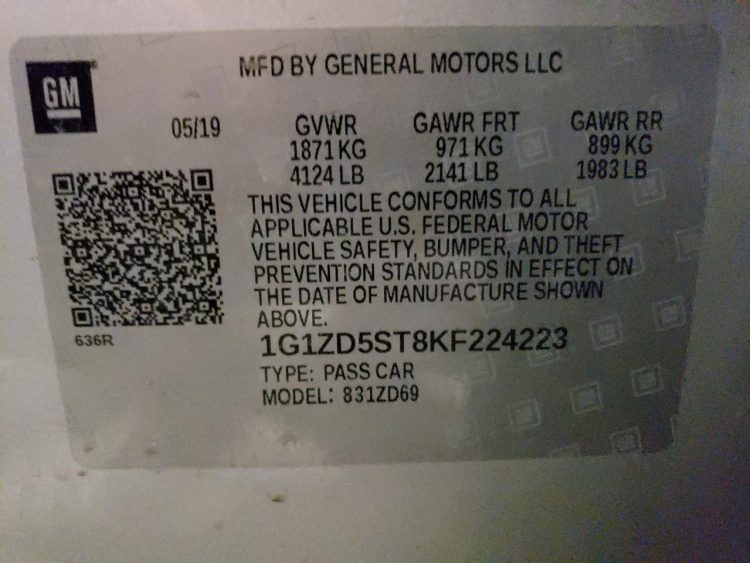 GM
MFD BY GENERAL MOTORS LLC
05/19 GVWR GAWR FRT GAWR RR
1871 KG 971 KG 899 KG
4124 LB 2141 LB 1983 LB
THIS VEHICLE CONFORMS TO ALL
APPLICABLE U.S. FEDERAL MOTOR
VEHICLE SAFETY, BUMPER, AND THEFT
PREVENTION STANDARDS IN EFFECT ON
THE DATE OF MANUFACTURE SHOWN
ABOVE.
636R
1G1ZD5ST8KF224223
TYPE: PASS CAR
MODEL: 831ZD69